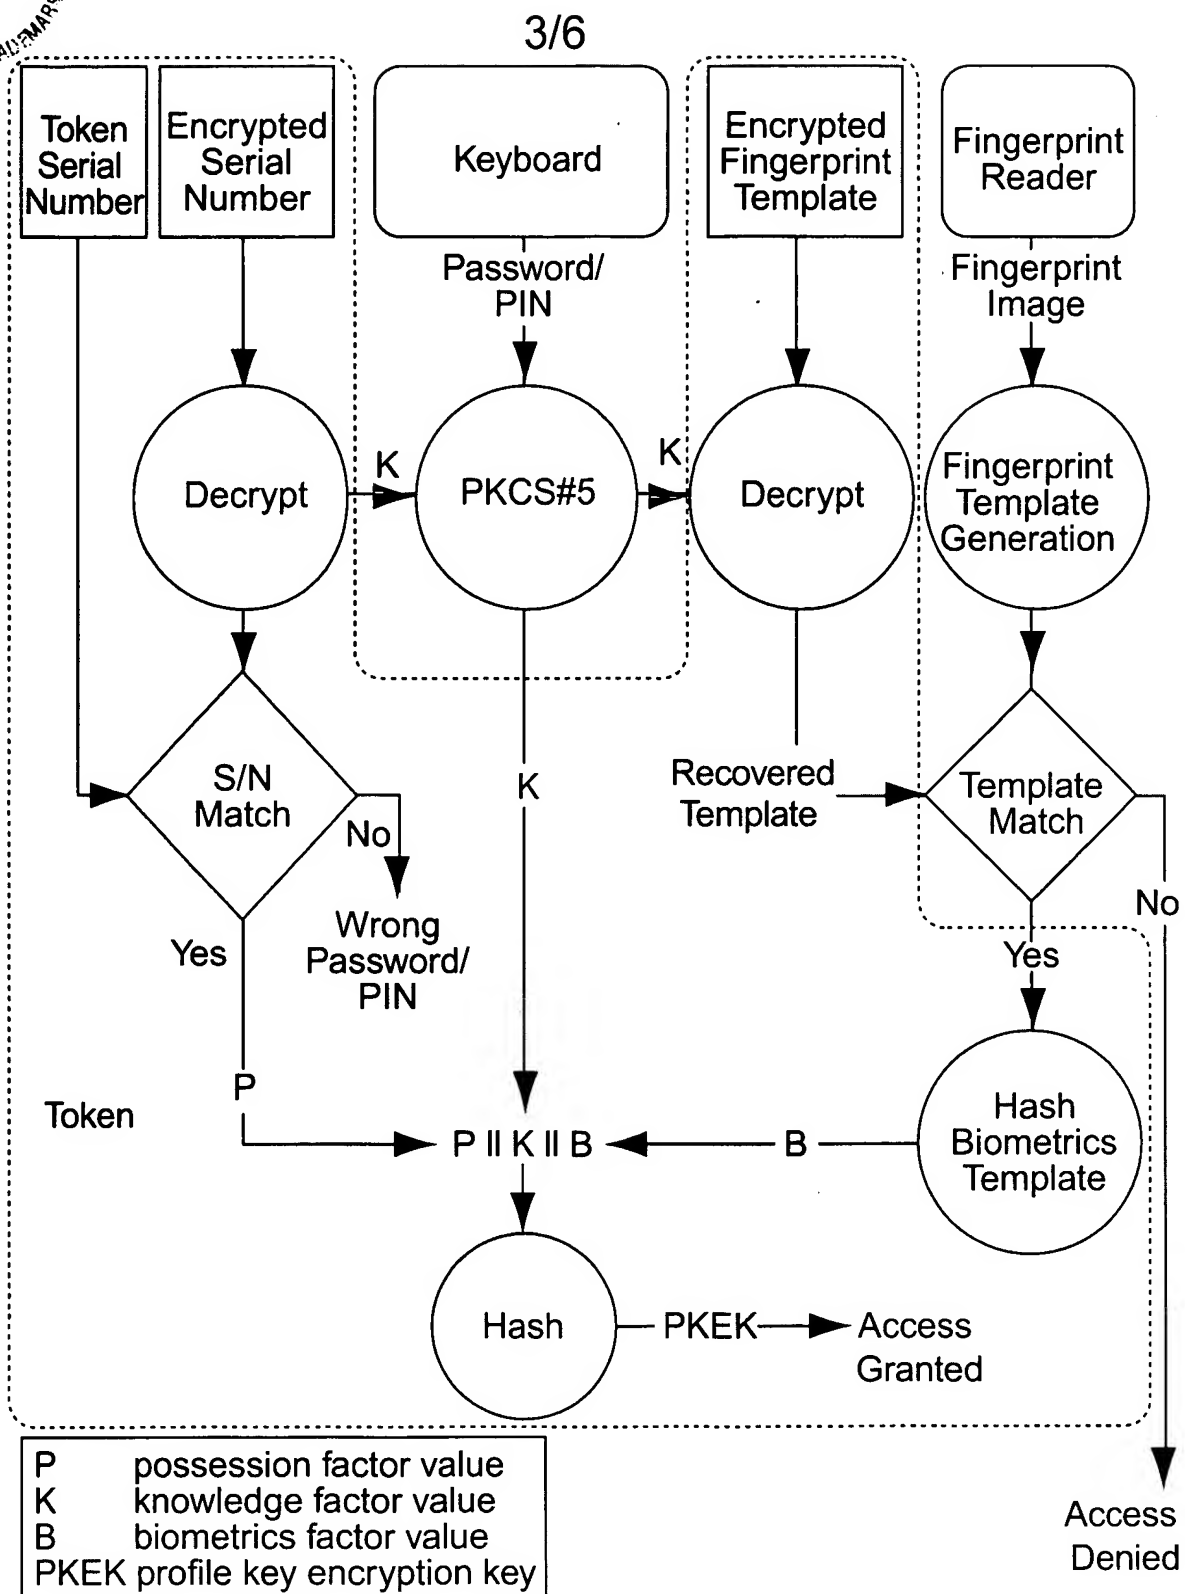 3/6
Token
Serial
Number
Encrypted
Serial
Number
Keyboard
Encrypted
Fingerprint
Template
Fingerprint
Reader
Password/
PIN
Fingerprint
Image
Decrypt
K
PKCS#5
K
Decrypt
Fingerprint
Template
Generation
S/N
Match
No
Wrong
Password/
PIN
Yes
K
Recovered
Template
Template
Match
No
Yes
P
Token
P || K || B
B
Hash
Biometrics
Template
Hash
PKEK
Access
Granted
P possession factor value
K knowledge factor value
B biometrics factor value
PKEK profile key encryption key
Access
Denied